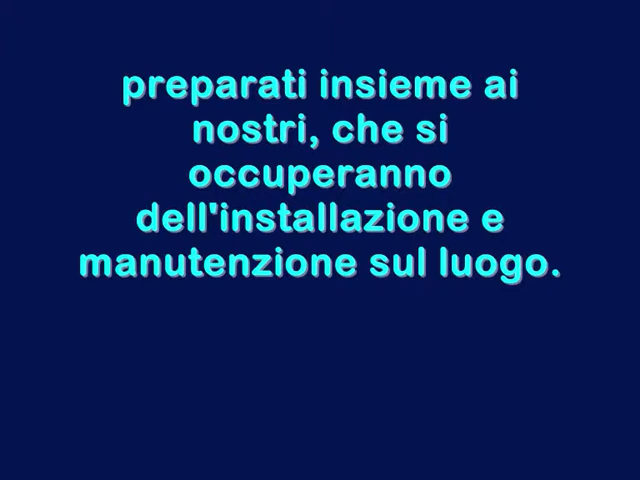 preparati insieme ai
nostri, che si
occuperanno
dell'installazione e
manutenzione sul luogo.